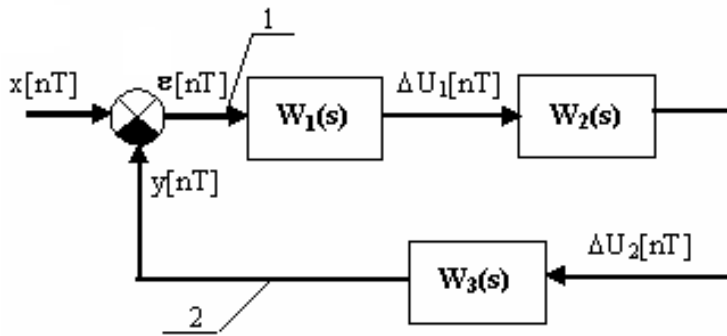 1
x[nT]
ε[nT]
W₁(s)
ΔU₁[nT]
W₂(s)
y[nT]
W₃(s)
ΔU₂[nT]
2